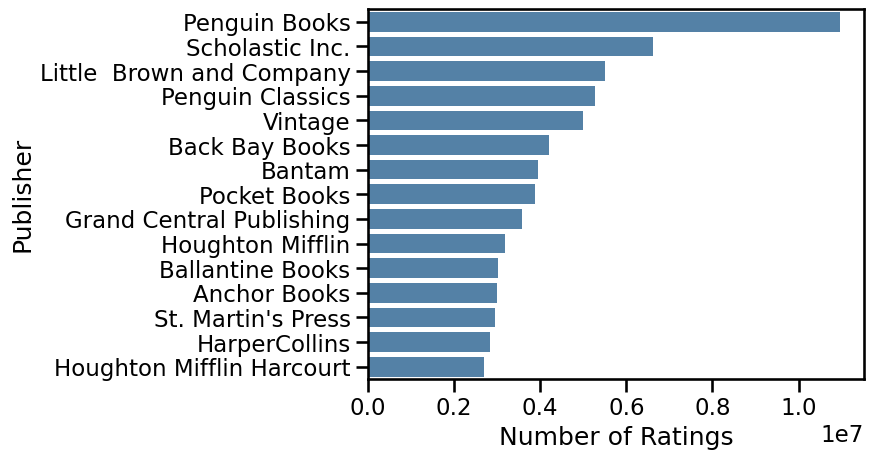 Penguin Books
Scholastic Inc.
Little  Brown and Company
Penguin Classics
Vintage
Back Bay Books
Bantam
Pocket Books
Grand Central Publishing
Houghton Mifflin
Ballantine Books
Anchor Books
St. Martin's Press
HarperCollins
Houghton Mifflin Harcourt
Publisher
0.0 0.2 0.4 0.6 0.8 1.0
1e7
Number of Ratings